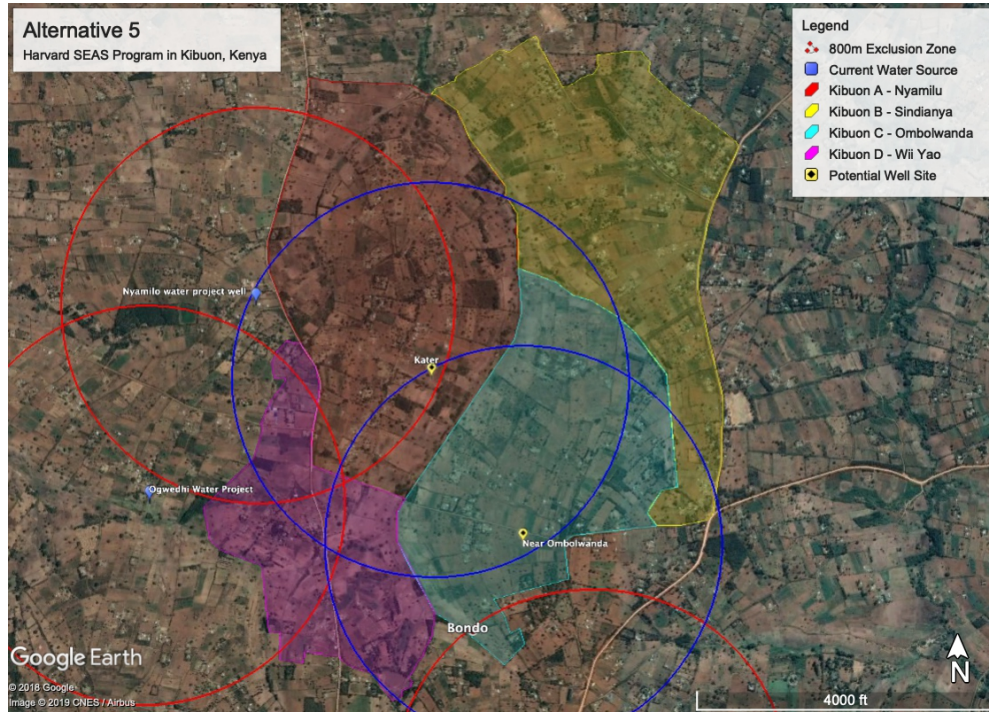 Alternative 5
Harvard SEAS Program in Kibuon, Kenya
Legend
800m Exclusion Zone
Current Water Source
Kibuon A - Nyamilu
Kibuon B - Sindianya
Kibuon C - Ombolwanda
Kibuon D - Wii Yao
Potential Well Site
Nyamilo water project well
Kater
Ogwedhi Water Project
Near Ombolwanda
Bondo
Google Earth
© 2018 Google
Image © 2019 CNES / Airbus
N
4000 ft